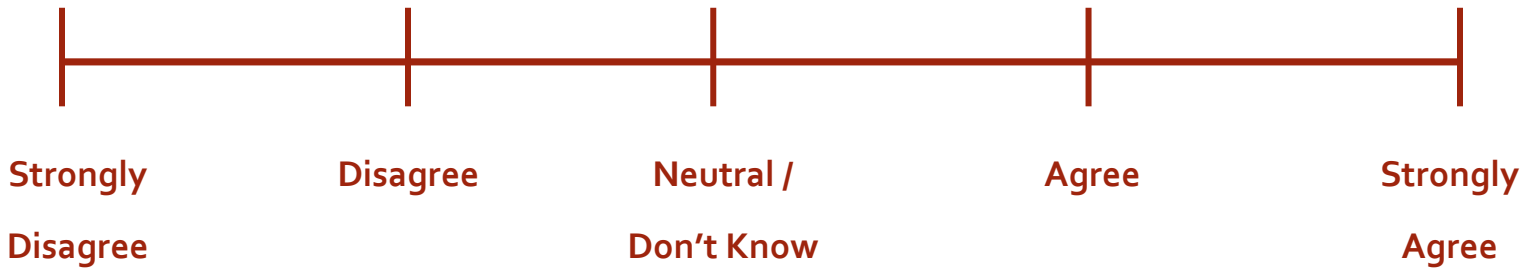 Strongly Disagree
Disagree
Neutral / Don’t Know
Agree
Strongly Agree